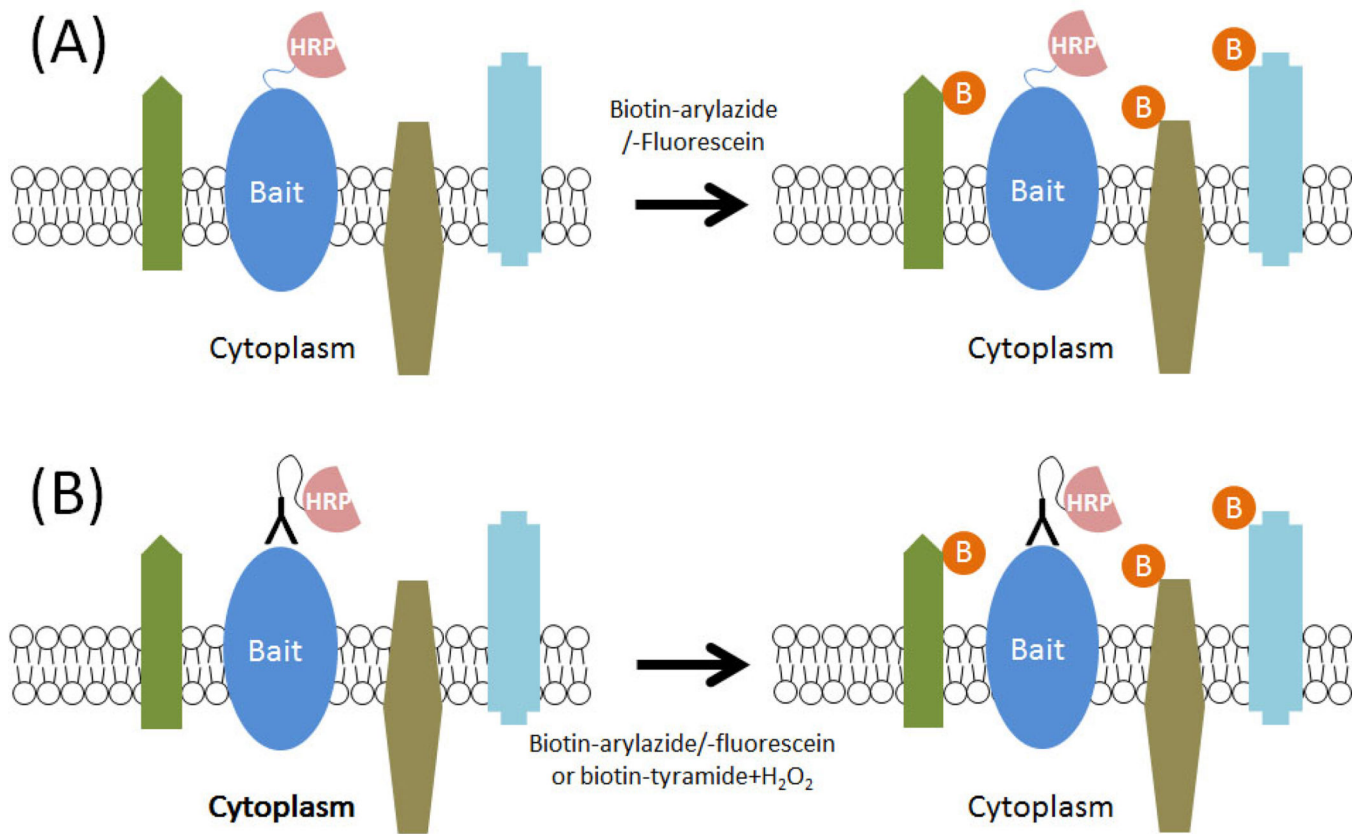 (A)
HRP
Bait
Cytoplasm
Biotin-arylazide
/-Fluorescein
HRP
B
B
B
Bait
Cytoplasm
(B)
HRP
Bait
Cytoplasm
Biotin-arylazide/-fluorescein
or biotin-tyramide+H₂O₂
HRP
B
B
B
Bait
Cytoplasm